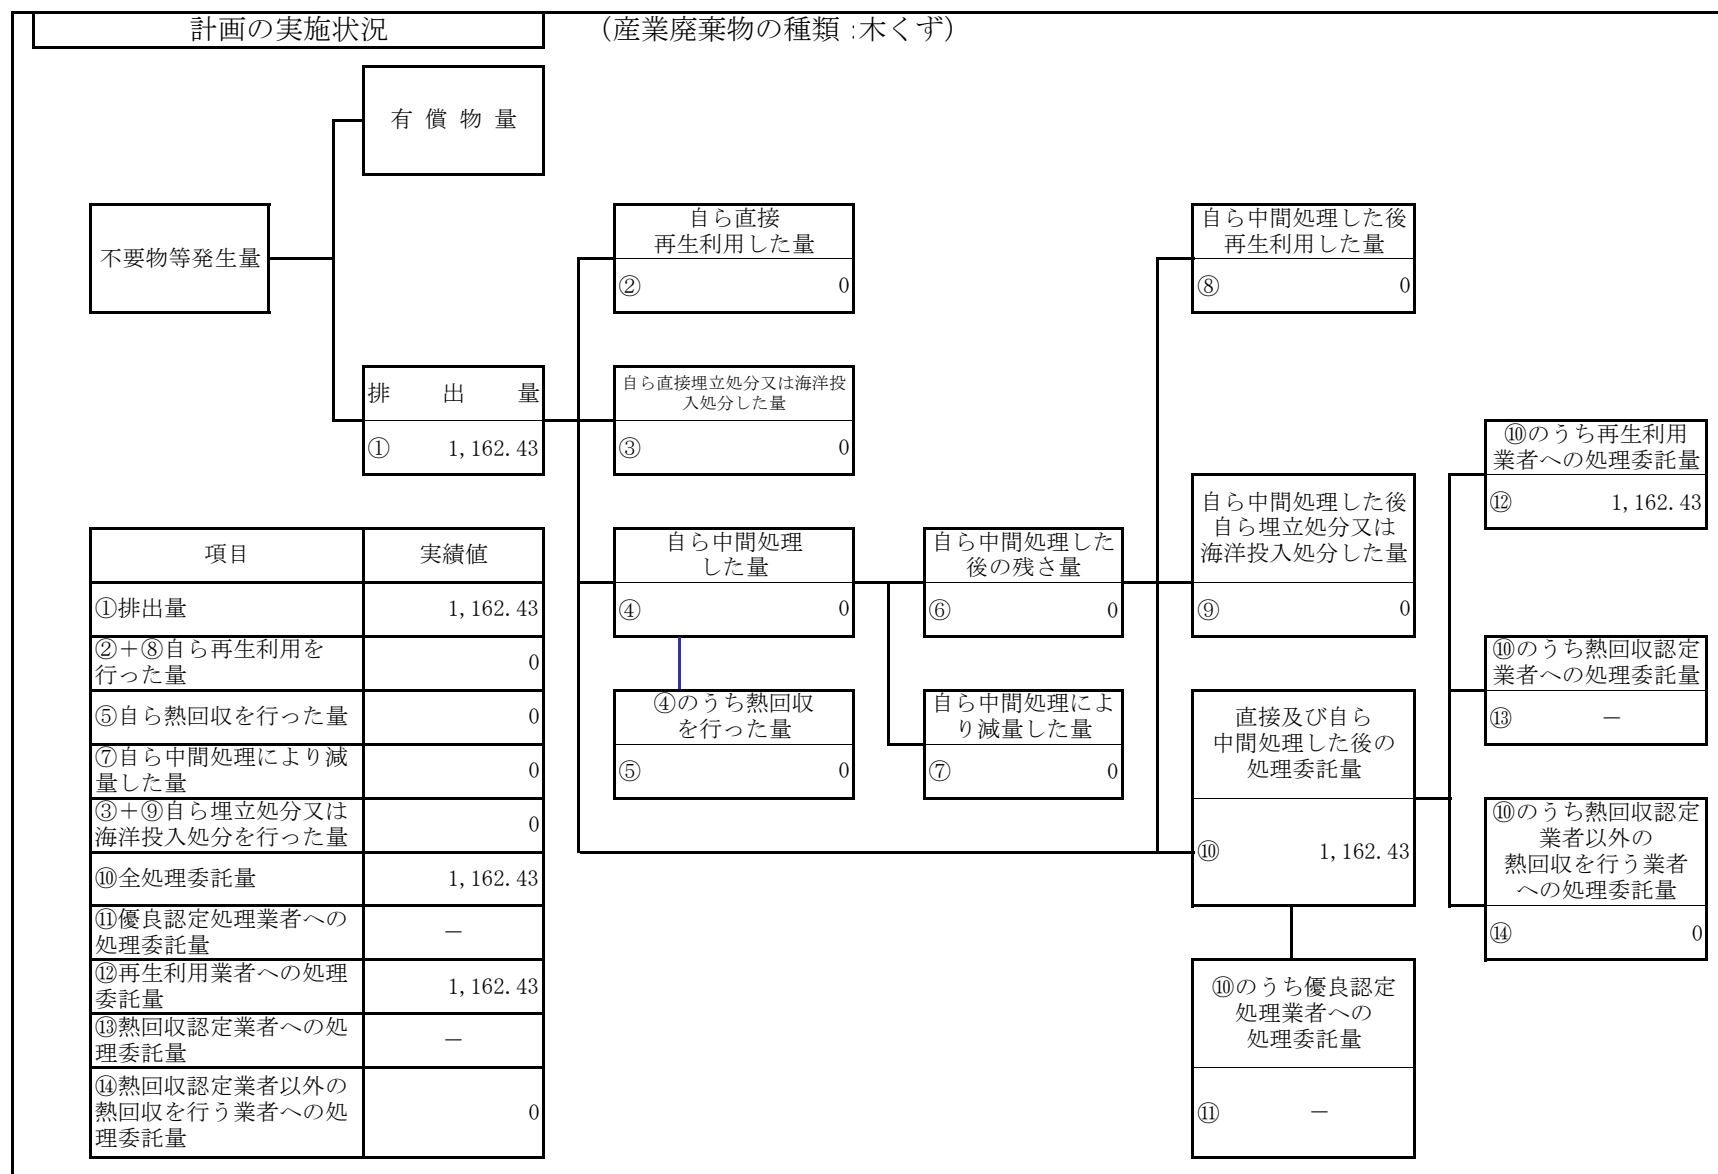 計画の実施状況
（産業廃棄物の種類：木くず）
有償物量
不要物等発生量
排出量
① 1,162.43
自ら直接
再生利用した量
② 0
自ら直接埋立処分又は海洋投
入処分した量
③ 0
自ら中間処理
した量
④ 0
④のうち熱回収
を行った量
⑤ 0
自ら中間処理した
後の残さ量
⑥ 0
自ら中間処理によ
り減量した量
⑦ 0
自ら中間処理した後
再生利用した量
⑧ 0
自ら中間処理した後
自ら埋立処分又は
海洋投入処分した量
⑨ 0
直接及び自ら
中間処理した後の
処理委託量
⑩ 1,162.43
⑩のうち優良認定
処理業者への
処理委託量
⑪ －
⑩のうち再生利用
業者への処理委託量
⑫ 1,162.43
⑩のうち熱回収認定
業者への処理委託量
⑬ －
⑩のうち熱回収認定
業者以外の
熱回収を行う業者
への処理委託量
⑭ 0
項目 実績値
①排出量 1,162.43
②＋⑧自ら再生利用を
行った量 0
⑤自ら熱回収を行った量 0
⑦自ら中間処理により減
量した量 0
③＋⑨自ら埋立処分又は
海洋投入処分を行った量 0
⑩全処理委託量 1,162.43
⑪優良認定処理業者への
処理委託量 －
⑫再生利用業者への処理
委託量 1,162.43
⑬熱回収認定業者への処
理委託量 －
⑭熱回収認定業者以外の
熱回収を行う業者への処
理委託量 0